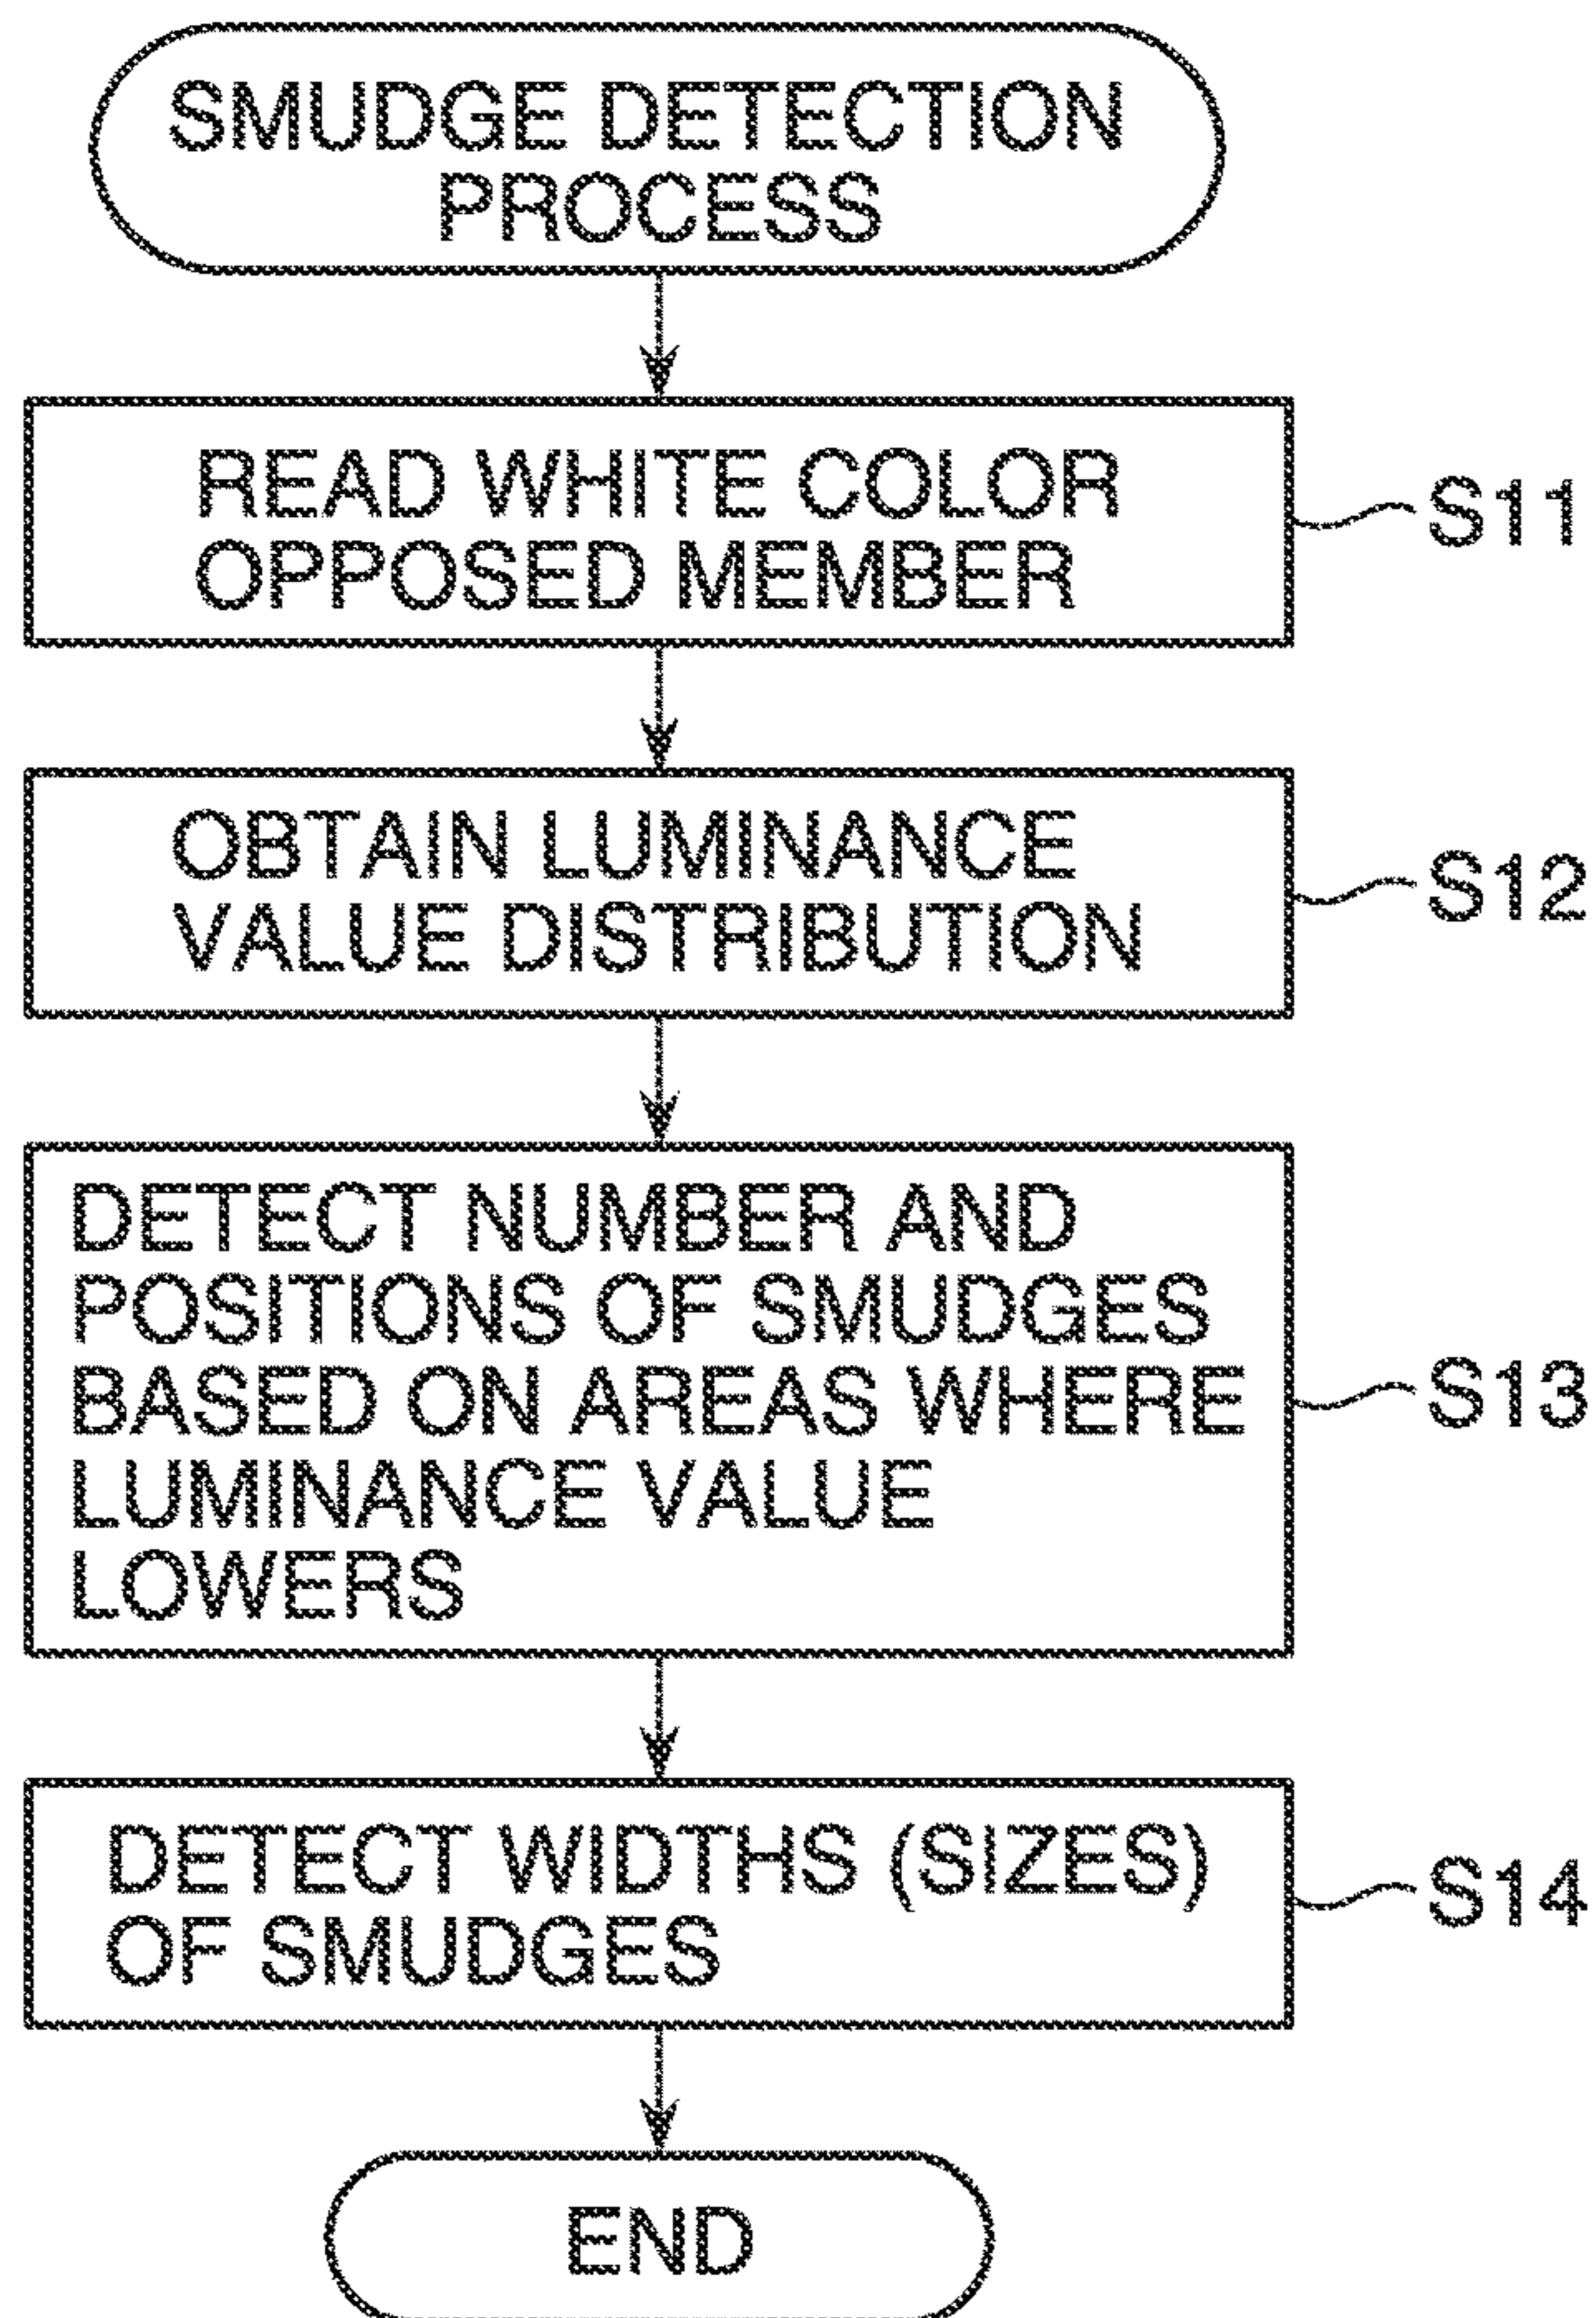 SMUDGE DETECTION
PROCESS
READ WHITE COLOR
OPPOSED MEMBER
S11
OBTAIN LUMINANCE
VALUE DISTRIBUTION
S12
DETECT NUMBER AND
POSITIONS OF SMUDGES
BASED ON AREAS WHERE
LUMINANCE VALUE
LOWERS
S13
DETECT WIDTHS (SIZES)
OF SMUDGES
S14
END